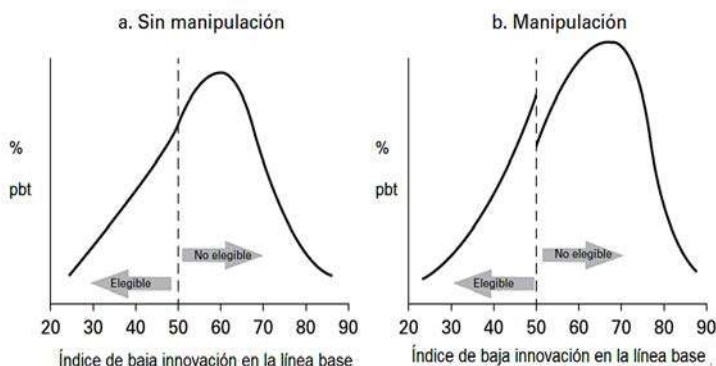 a. Sin manipulación
%
pbt
No elegible
Elegible
20 30 40 50 60 70 80 90
Índice de baja innovación en la línea base
b. Manipulación
%
pbt
No elegible
Elegible
20 30 40 50 60 70 80 90
Índice de baja innovación en la línea base